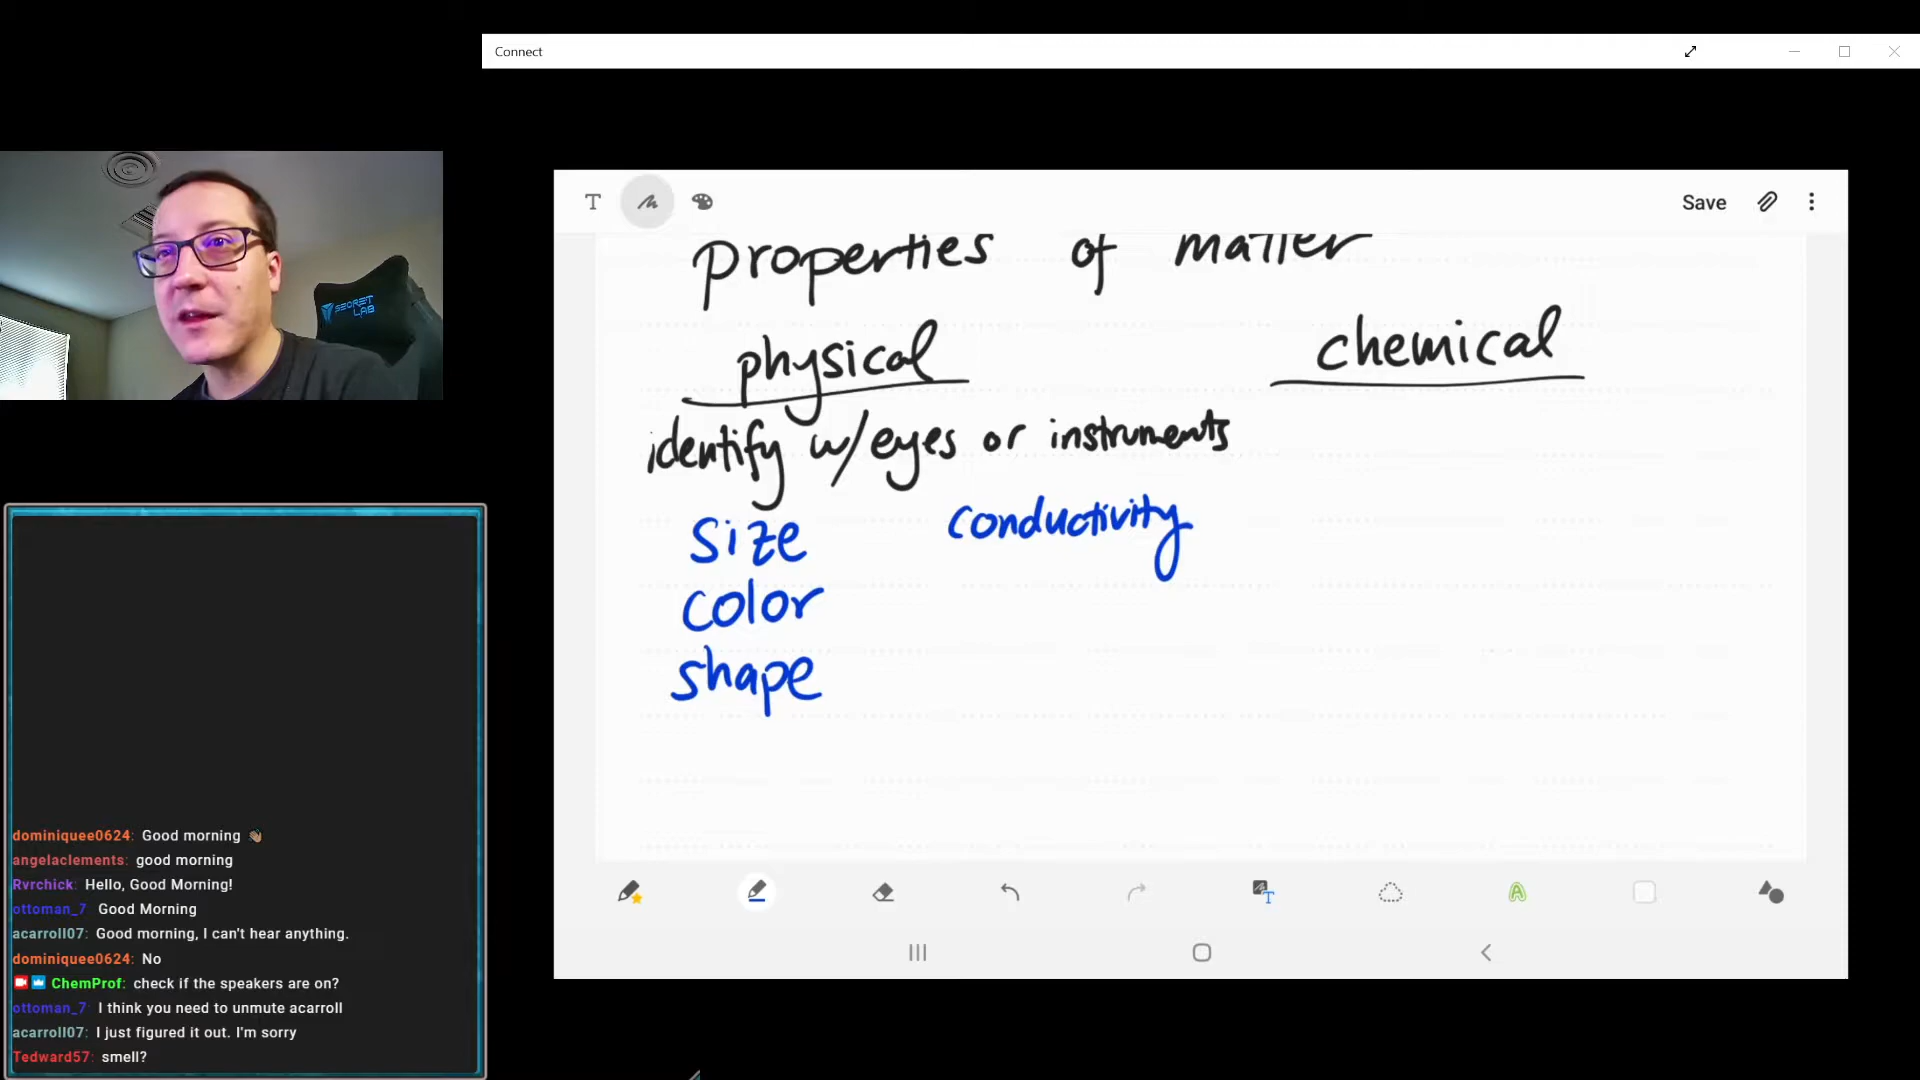 Connect
SECRET
LAB
T
Save
properties of matter
physical
chemical
identify w/eyes or instruments
size
conductivity
color
shape
dominiquee0624: Good morning 👋🏾
angelaclements: good morning
Rvrchick: Hello, Good Morning!
ottoman_7: Good Morning
acarroll07: Good morning, I can't hear anything.
dominiquee0624: No
ChemProf: check if the speakers are on?
ottoman_7: I think you need to unmute acarroll
acarroll07: I just figured it out. I'm sorry
Tedward57: smell?